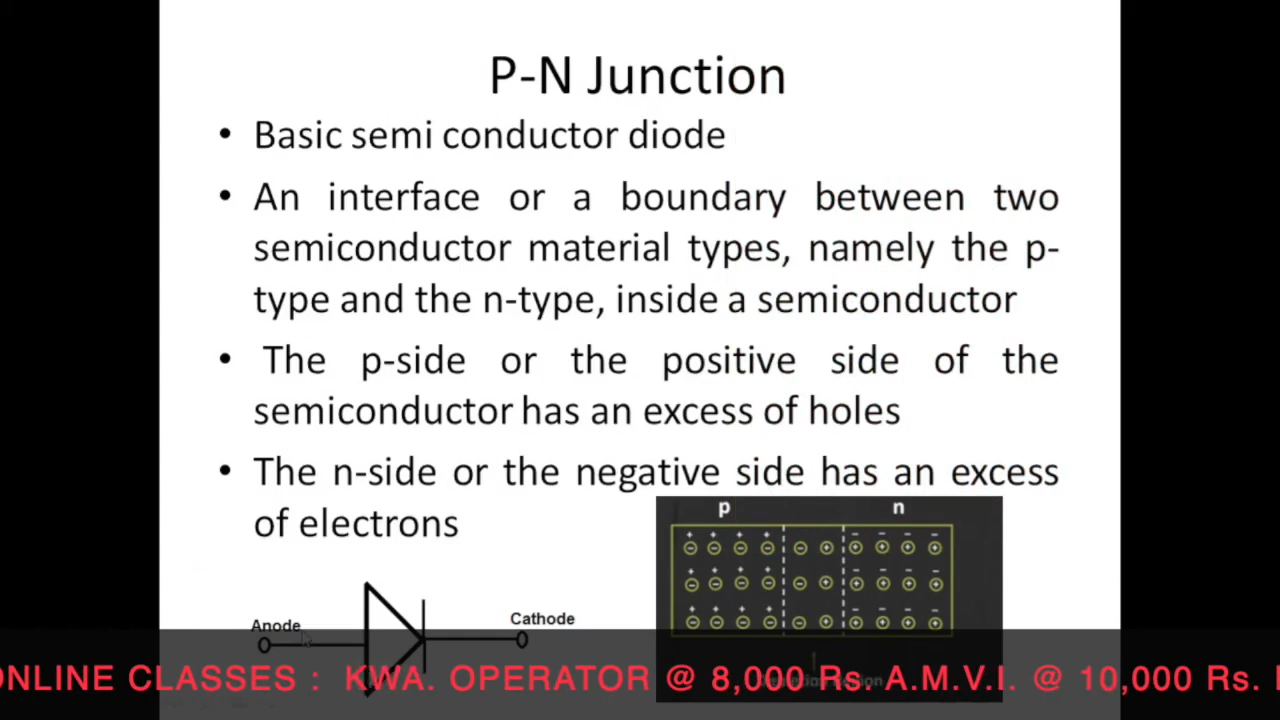 P-N Junction
• Basic semi conductor diode
• An interface or a boundary between two
semiconductor material types, namely the p-
type and the n-type, inside a semiconductor
• The p-side or the positive side of the
semiconductor has an excess of holes
• The n-side or the negative side has an excess
of electrons
p n
Anode
Cathode
ONLINE CLASSES : KWA. OPERATOR @ 8,000 Rs. A.M.V.I. @ 10,000 Rs.